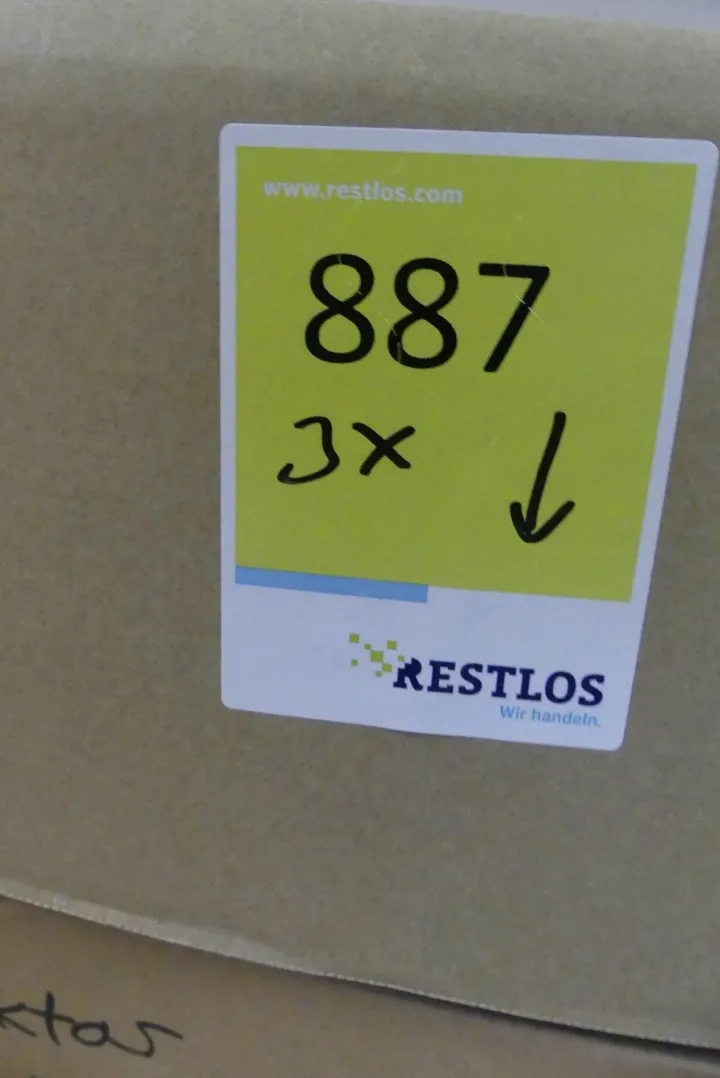 www.restlos.com
887
3x ↓
RESTLOS
Wir handeln.